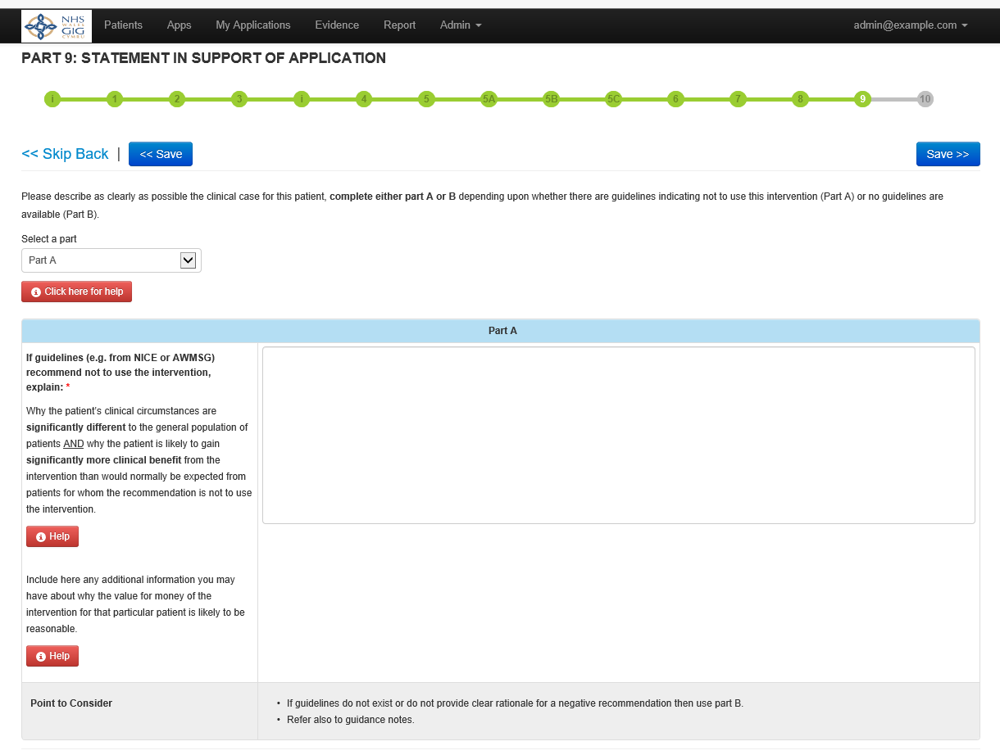 NHS
WALES
GIG
CYMRU
Patients Apps My Applications Evidence Report Admin admin@example.com
PART 9: STATEMENT IN SUPPORT OF APPLICATION
i 1 2 3 i 4 5 5A 5B 5C 6 7 8 9 10
<< Skip Back | << Save Save >>
Please describe as clearly as possible the clinical case for this patient, complete either part A or B depending upon whether there are guidelines indicating not to use this intervention (Part A) or no guidelines are
available (Part B).
Select a part
Part A
Click here for help
Part A
If guidelines (e.g. from NICE or AWMSG)
recommend not to use the intervention,
explain: *
Why the patient's clinical circumstances are
significantly different to the general population of
patients AND why the patient is likely to gain
significantly more clinical benefit from the
intervention than would normally be expected from
patients for whom the recommendation is not to use
the intervention.
Help
Include here any additional information you may
have about why the value for money of the
intervention for that particular patient is likely to be
reasonable.
Help
Point to Consider
• If guidelines do not exist or do not provide clear rationale for a negative recommendation then use part B.
• Refer also to guidance notes.